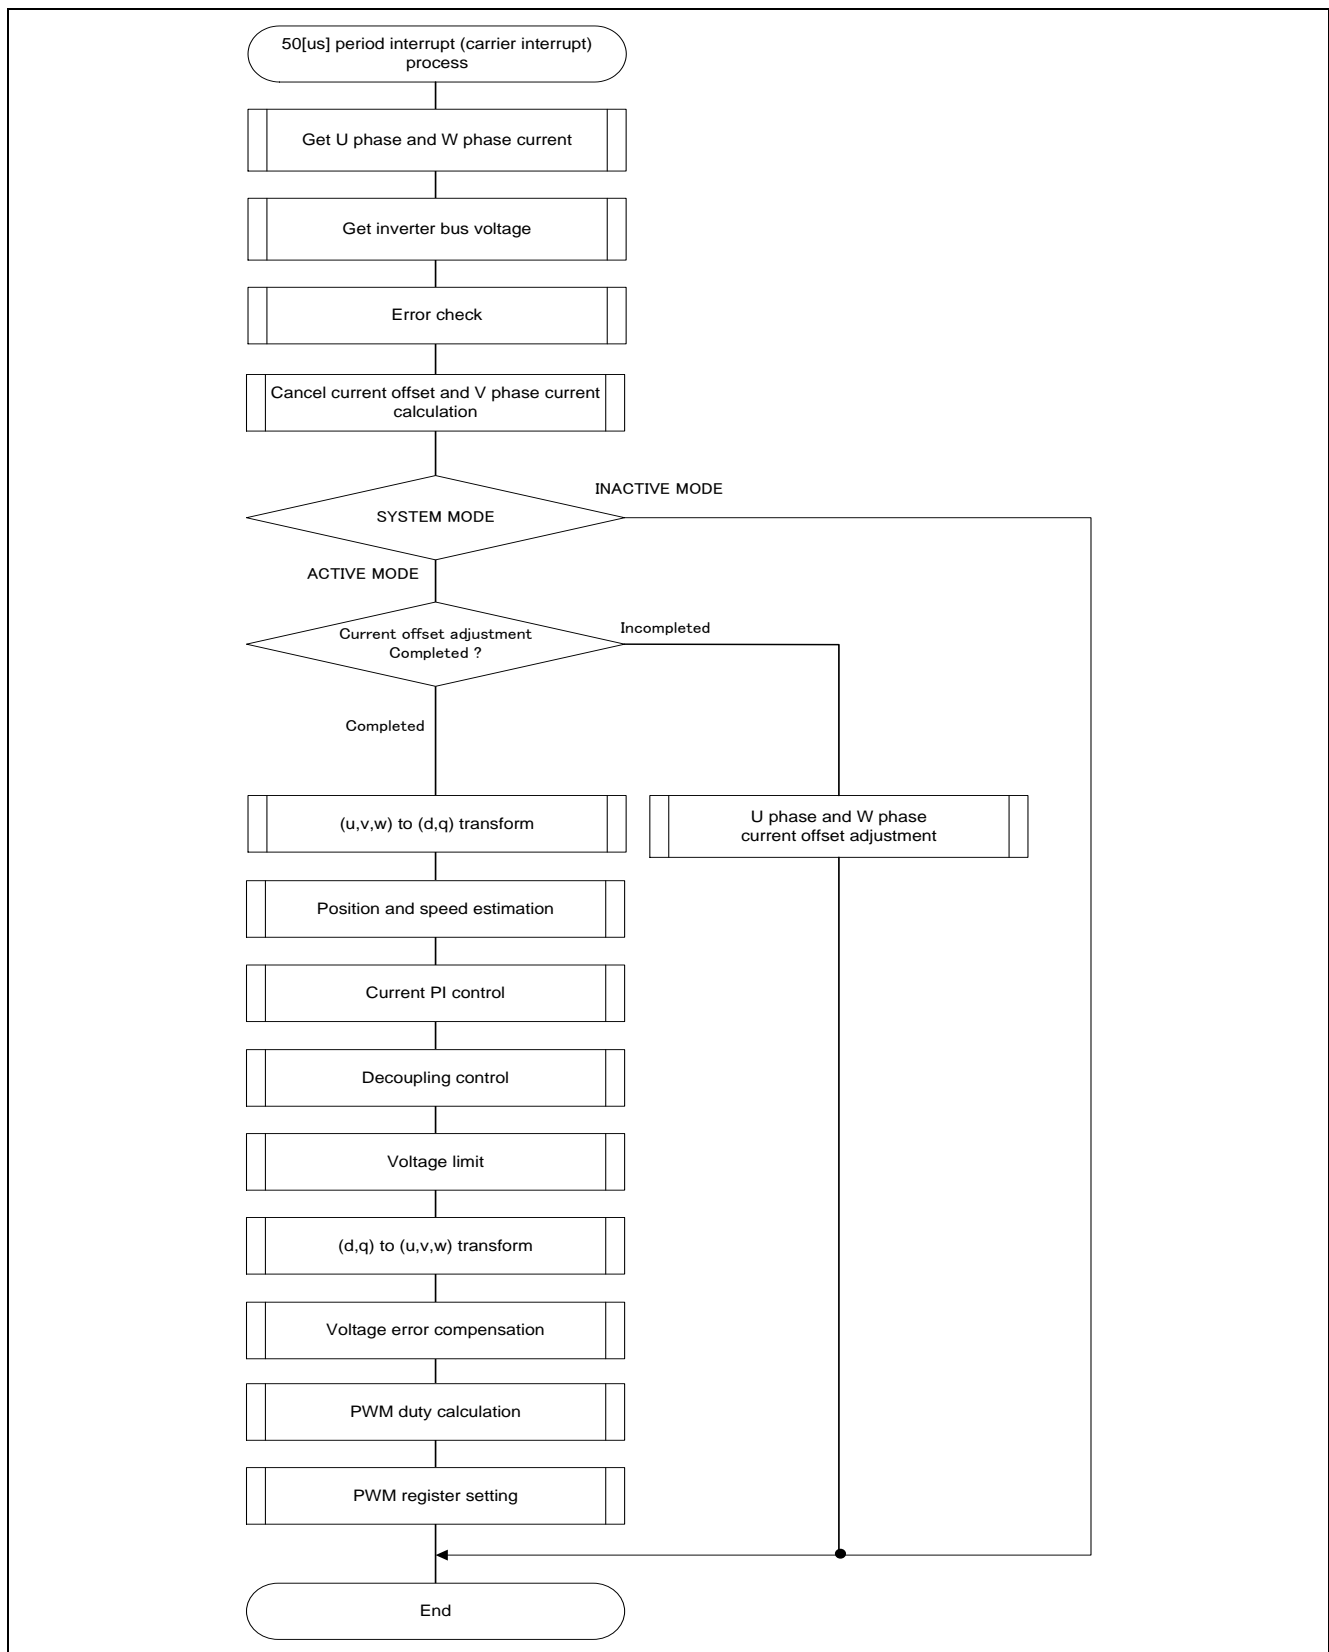 50[us] period interrupt (carrier interrupt)
process
Get U phase and W phase current
Get inverter bus voltage
Error check
Cancel current offset and V phase current
calculation
INACTIVE MODE
SYSTEM MODE
ACTIVE MODE
Incompleted
Current offset adjustment
Completed ?
Completed
(u,v,w) to (d,q) transform
U phase and W phase
current offset adjustment
Position and speed estimation
Current PI control
Decoupling control
Voltage limit
(d,q) to (u,v,w) transform
Voltage error compensation
PWM duty calculation
PWM register setting
End